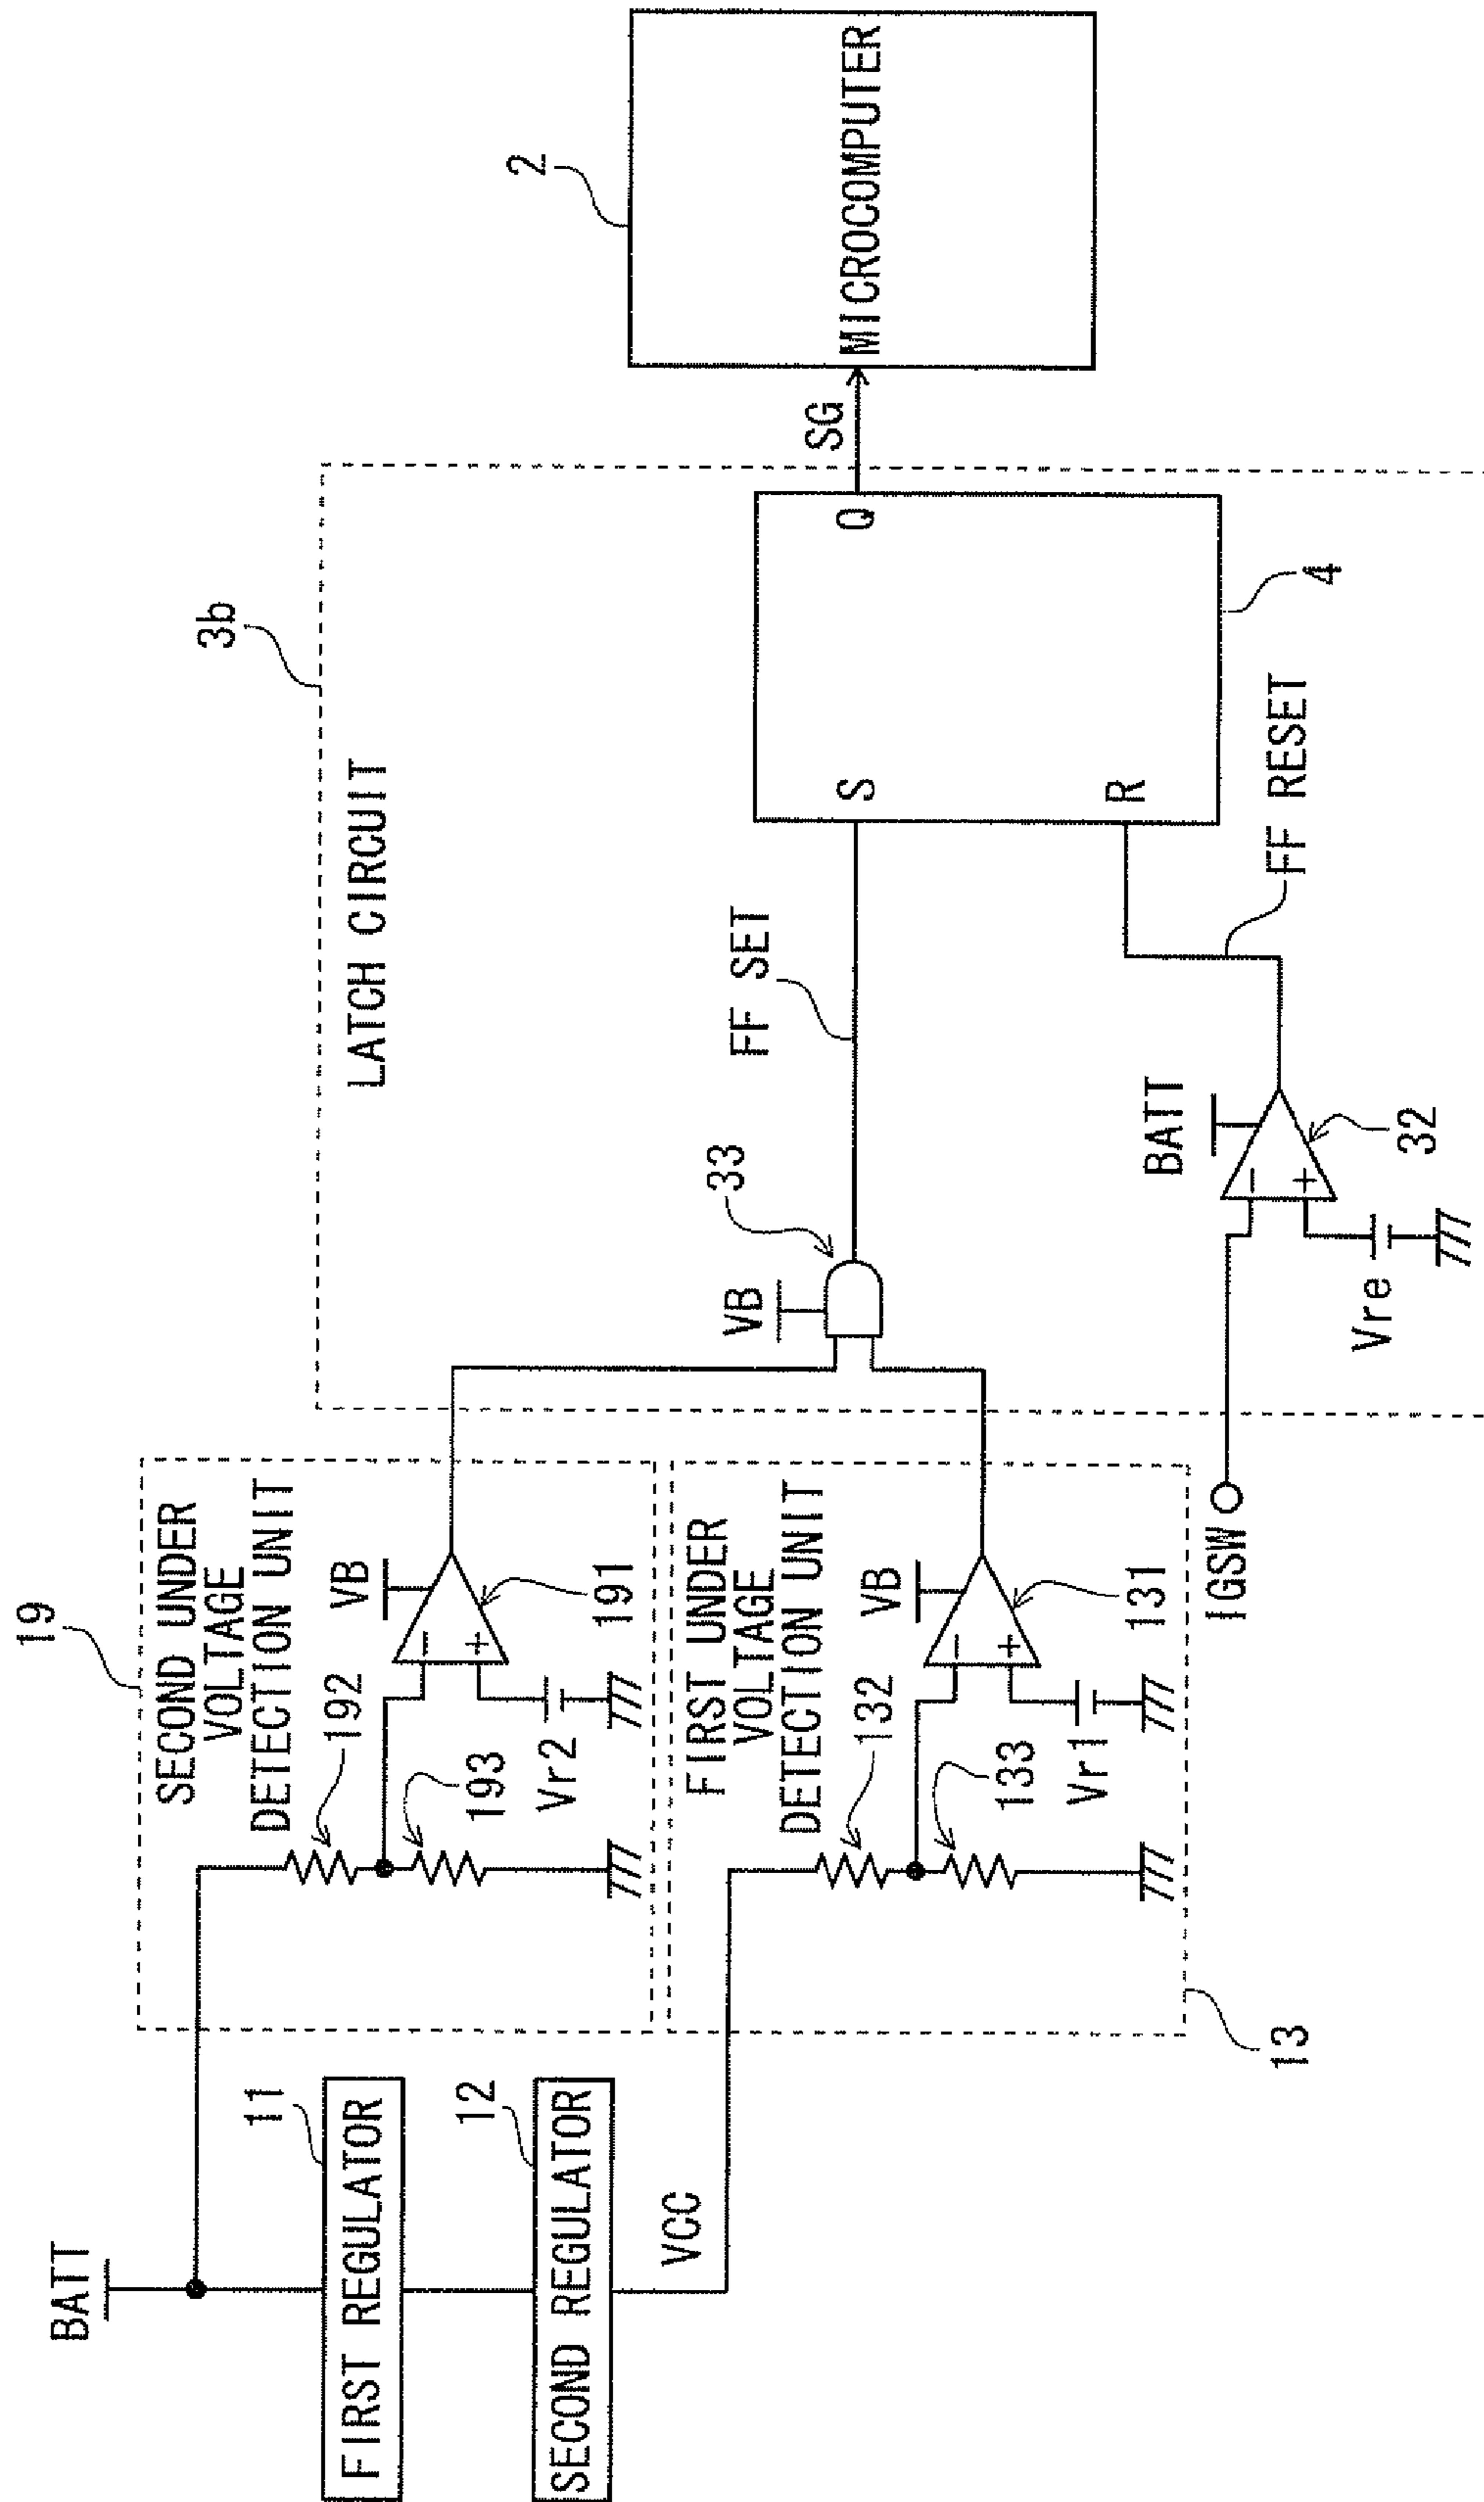 BATT
11
FIRST REGULATOR
12
SECOND REGULATOR
VCC
19
SECOND UNDER
VOLTAGE
DETECTION UNIT
192
193
VB
191
Vr2
FIRST UNDER
VOLTAGE
DETECTION UNIT
132
133
VB
131
Vr1
13
IGSW
3b
LATCH CIRCUIT
VB
33
FF SET
BATT
32
Vre
FF RESET
S
R
Q
4
SG
2
MICROCOMPUTER